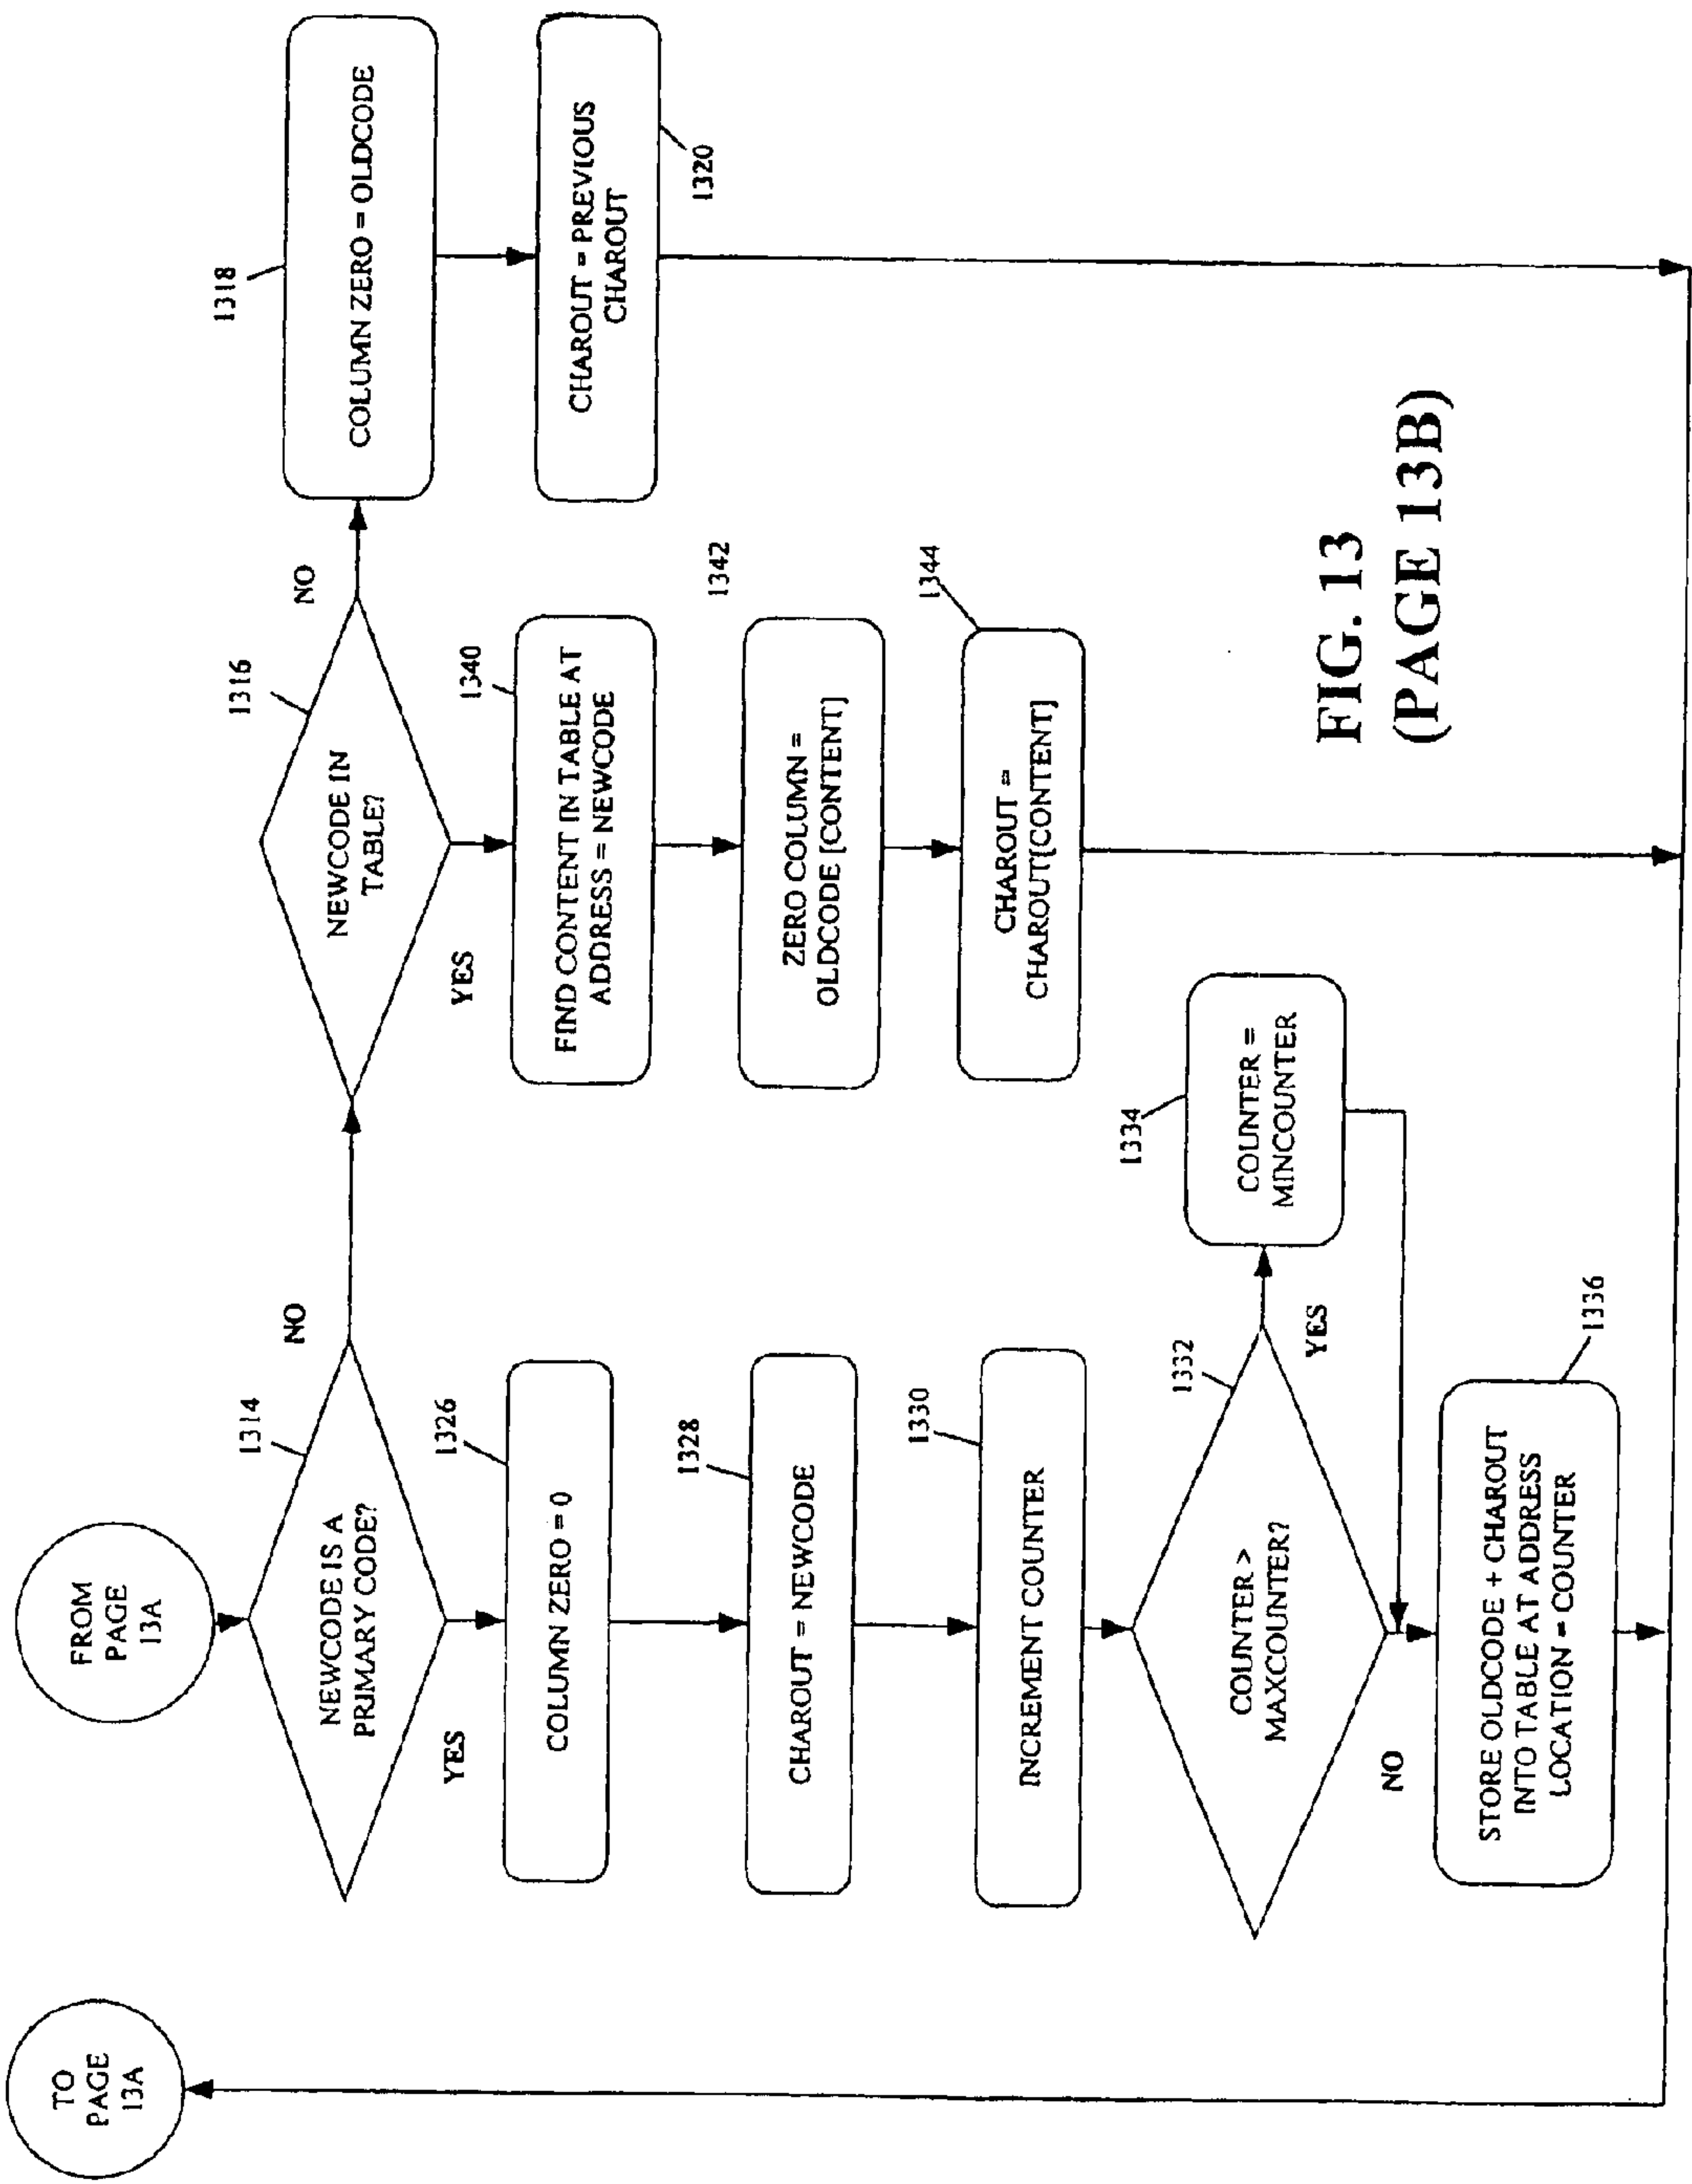 TO
PAGE
13A
FROM
PAGE
13A
1314
NEWCODE IS A
PRIMARY CODE?
NO
YES
1326
COLUMN ZERO = 0
1328
CHAROUT = NEWCODE
1330
INCREMENT COUNTER
1332
COUNTER >
MAXCOUNTER?
YES
NO
1334
COUNTER =
MINCOUNTER
1336
STORE OLDCODE + CHAROUT
INTO TABLE AT ADDRESS
LOCATION = COUNTER
1316
NEWCODE IN
TABLE?
NO
YES
1340
FIND CONTENT IN TABLE AT
ADDRESS = NEWCODE
1342
ZERO COLUMN =
OLDCODE [CONTENT]
1344
CHAROUT =
CHAROUT[CONTENT]
1318
COLUMN ZERO = OLDCODE
1320
CHAROUT = PREVIOUS
CHAROUT
FIG. 13
(PAGE 13B)